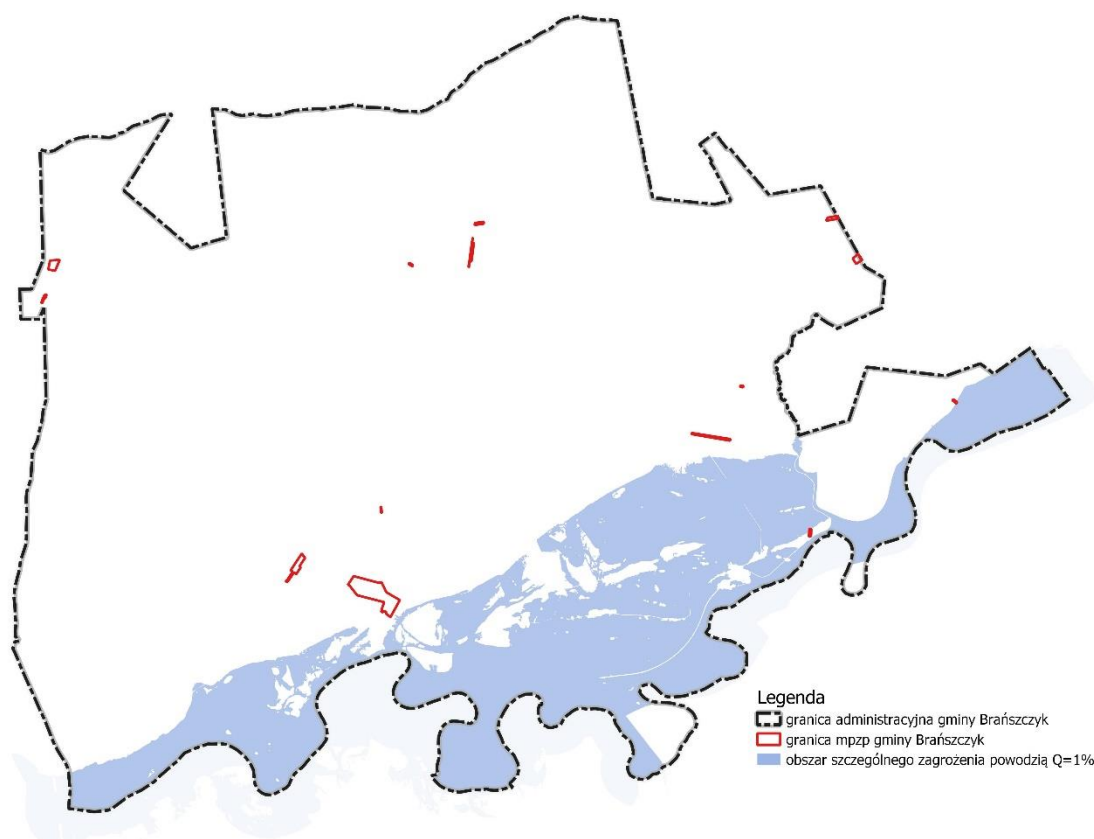 Legenda
granica administracyjna gminy Brańszczyk
granica mpzp gminy Brańszczyk
obszar szczególnego zagrożenia powodzią Q=1%